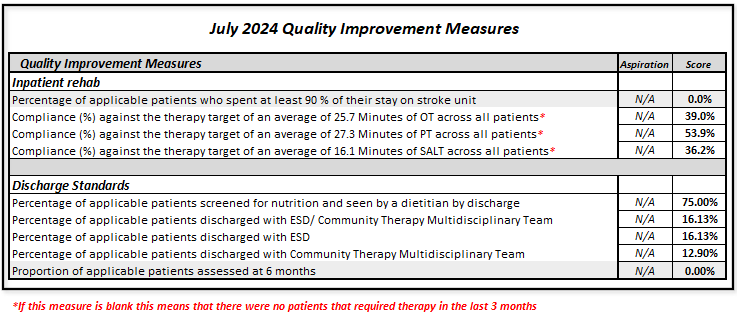 July 2024 Quality Improvement Measures
Quality Improvement Measures Aspiration Score
Inpatient rehab
Percentage of applicable patients who spent at least 90 % of their stay on stroke unit N/A 0.0%
Compliance (%) against the therapy target of an average of 25.7 Minutes of OT across all patients* N/A 39.0%
Compliance (%) against the therapy target of an average of 27.3 Minutes of PT across all patients* N/A 53.9%
Compliance (%) against the therapy target of an average of 16.1 Minutes of SALT across all patients* N/A 36.2%
Discharge Standards
Percentage of applicable patients screened for nutrition and seen by a dietitian by discharge N/A 75.00%
Percentage of applicable patients discharged with ESD/ Community Therapy Multidisciplinary Team N/A 16.13%
Percentage of applicable patients discharged with ESD N/A 16.13%
Percentage of applicable patients discharged with Community Therapy Multidisciplinary Team N/A 12.90%
Proportion of applicable patients assessed at 6 months N/A 0.00%
*If this measure is blank this means that there were no patients that required therapy in the last 3 months